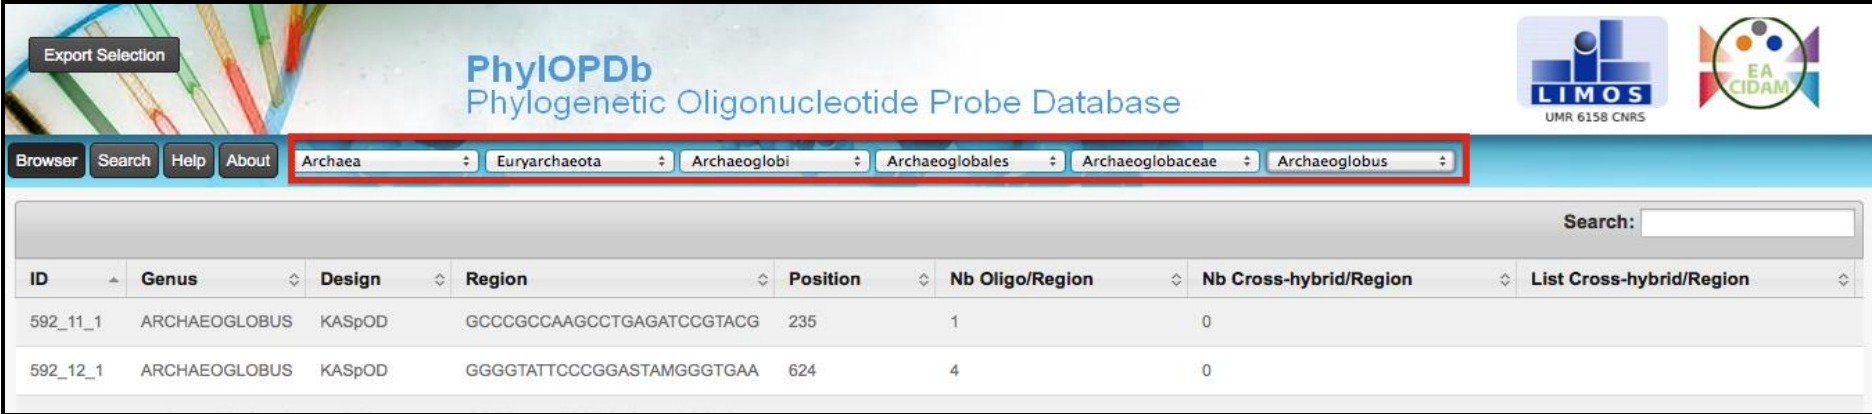 Export Selection
PhylOPDb
Phylogenetic Oligonucleotide Probe Database
LIMOS
UMR 6158 CNRS
EA
CIDAM
Browser Search Help About Archaea Euryarchaeota Archaeoglobi Archaeoglobales Archaeoglobaceae Archaeoglobus
Search:
ID Genus Design Region Position Nb Oligo/Region Nb Cross-hybrid/Region List Cross-hybrid/Region
592_11_1 ARCHAEOGLOBUS KASpOD GCCCGCCAAGCCTGAGATCCGTACG 235 1 0
592_12_1 ARCHAEOGLOBUS KASpOD GGGGTATTCCCGGASTAMGGGTGAA 624 4 0